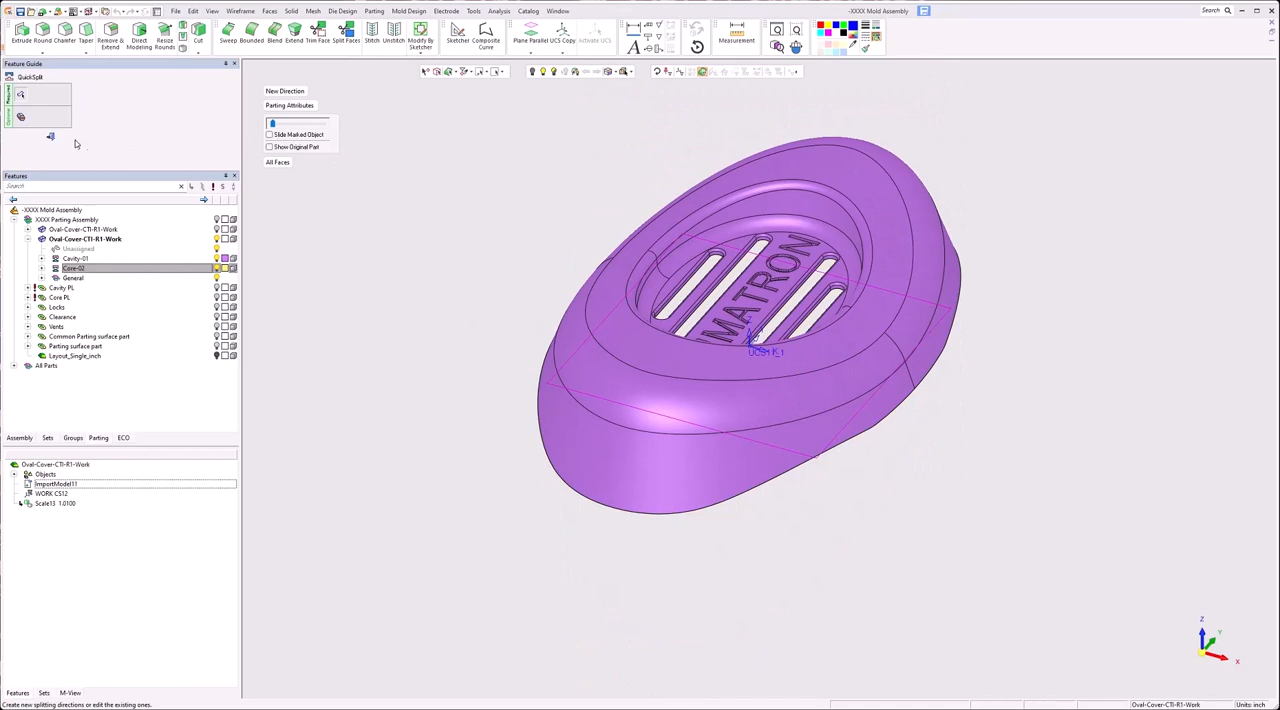 File Edit View Wireframe Faces Solid Mesh Die Design Parting Mold Design Electrode Tools Analysis Catalog Window
-XXXX Mold Assembly
Search
Extrude Round Chamfer Taper Remove & Extend Direct Modeling Resize Rounds Cut Sweep Bounded Blend Extend Trim Face Split Faces Stitch Unstitch Modify By Sketcher Sketcher Composite Curve Plane Parallel UCS Copy Activate UCS Measurement
Feature Guide
QuickSplit
Required
Optional
New Direction
Parting Attributes
Slide Marked Object
Show Original Part
All Faces
Features
Search
S
-XXXX Mold Assembly
XXXX Parting Assembly
Oval-Cover-CTI-R1-Work
Oval-Cover-CTI-R1-Work
Unassigned
Cavity-01
Core-02
General
Cavity PL
Core PL
Locks
Clearance
Vents
Common Parting surface part
Parting surface part
Layout_Single_inch
All Parts
Assembly Sets Groups Parting ECO
Oval-Cover-CTI-R1-Work
Objects
ImportModel11
WORK CS12
Scale13 1.0100
IMATRON
Z
Y
X
Features Sets M-View
Create new splitting directions or edit the existing ones.
Oval-Cover-CTI-R1-Work
Units: inch